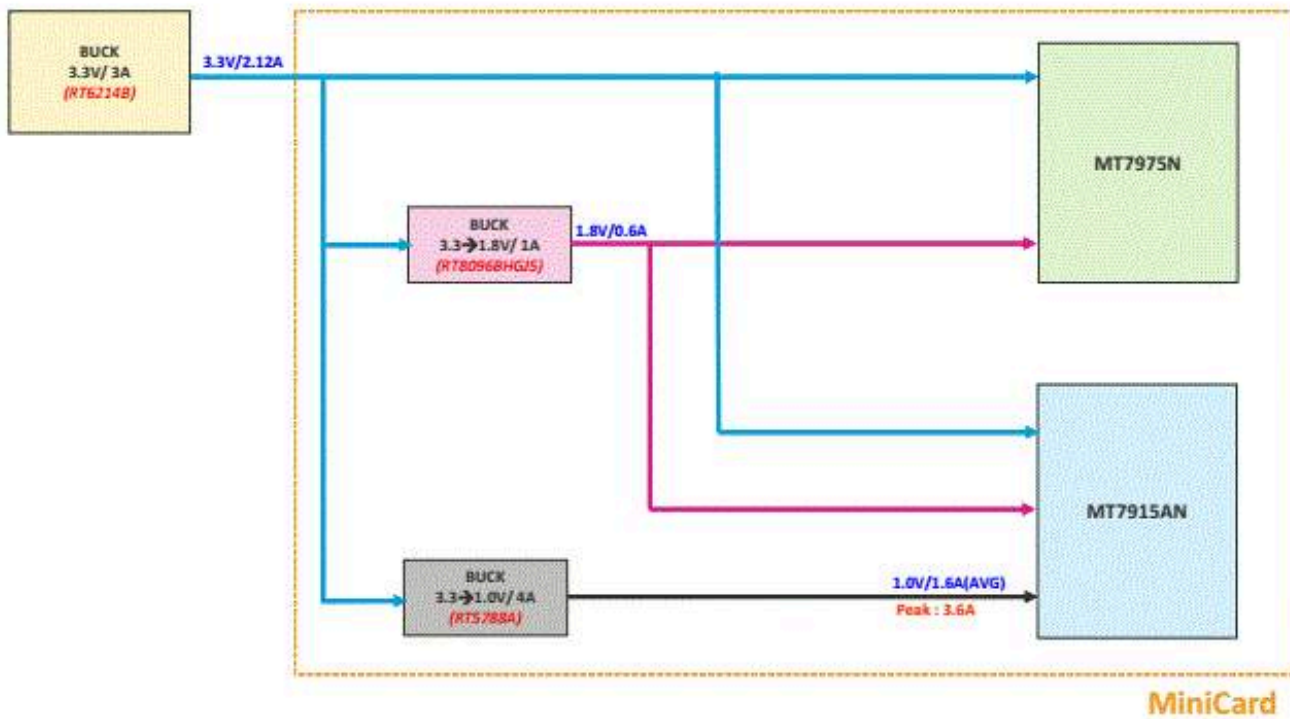 BUCK
3.3V/ 3A
(RT6214B)
3.3V/2.12A
MT7975N
BUCK
3.3→1.8V/ 1A
(RT8096BHGJ5)
1.8V/0.6A
MT7915AN
BUCK
3.3→1.0V/ 4A
(RT5788A)
1.0V/1.6A(AVG)
Peak : 3.6A
MiniCard